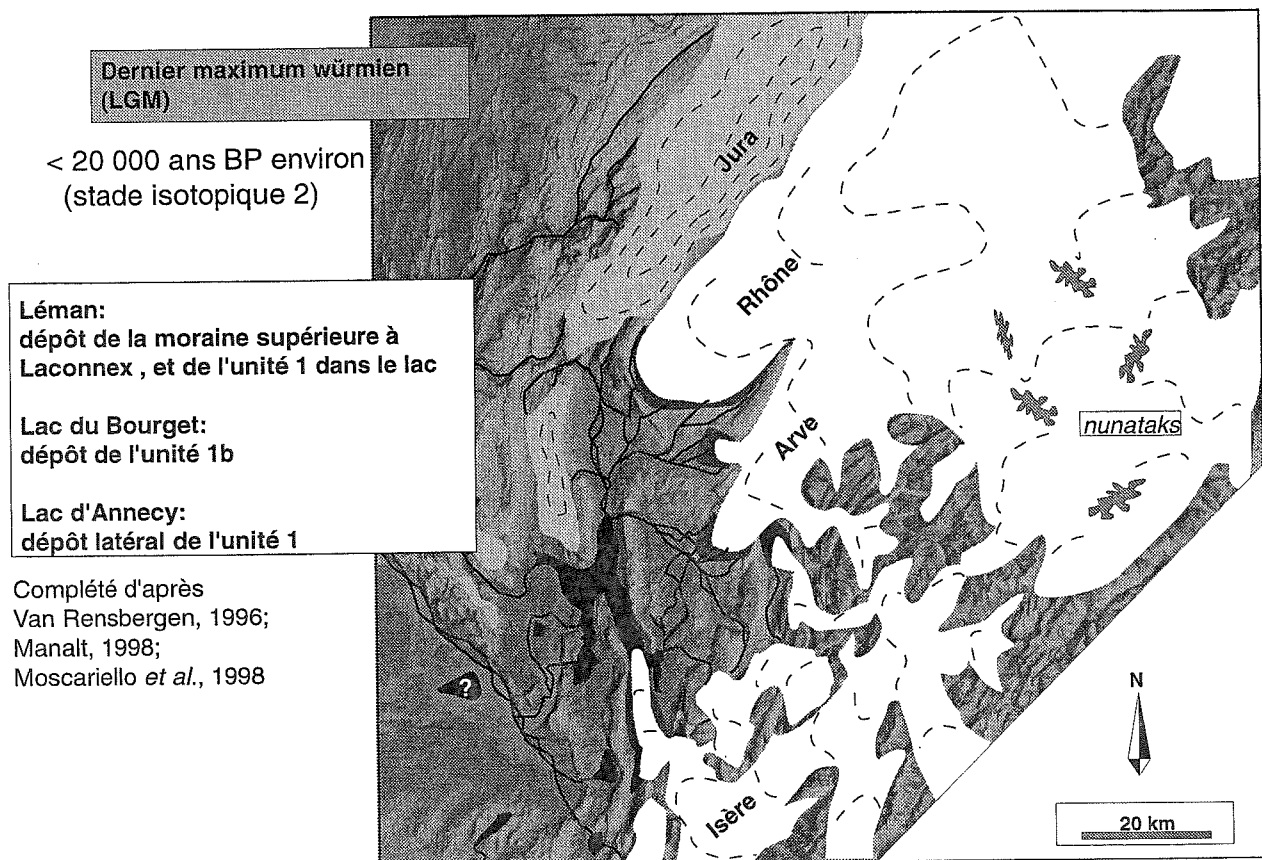 Dernier maximum würmien
(LGM)
< 20 000 ans BP environ
(stade isotopique 2)
Léman:
dépôt de la moraine supérieure à
Laconnex , et de l'unité 1 dans le lac
Lac du Bourget:
dépôt de l'unité 1b
Lac d'Annecy:
dépôt latéral de l'unité 1
Complété d'après
Van Rensbergen, 1996;
Manalt, 1998;
Moscariello et al., 1998
Jura
Rhône
Arve
nunataks
?
Isère
N
20 km